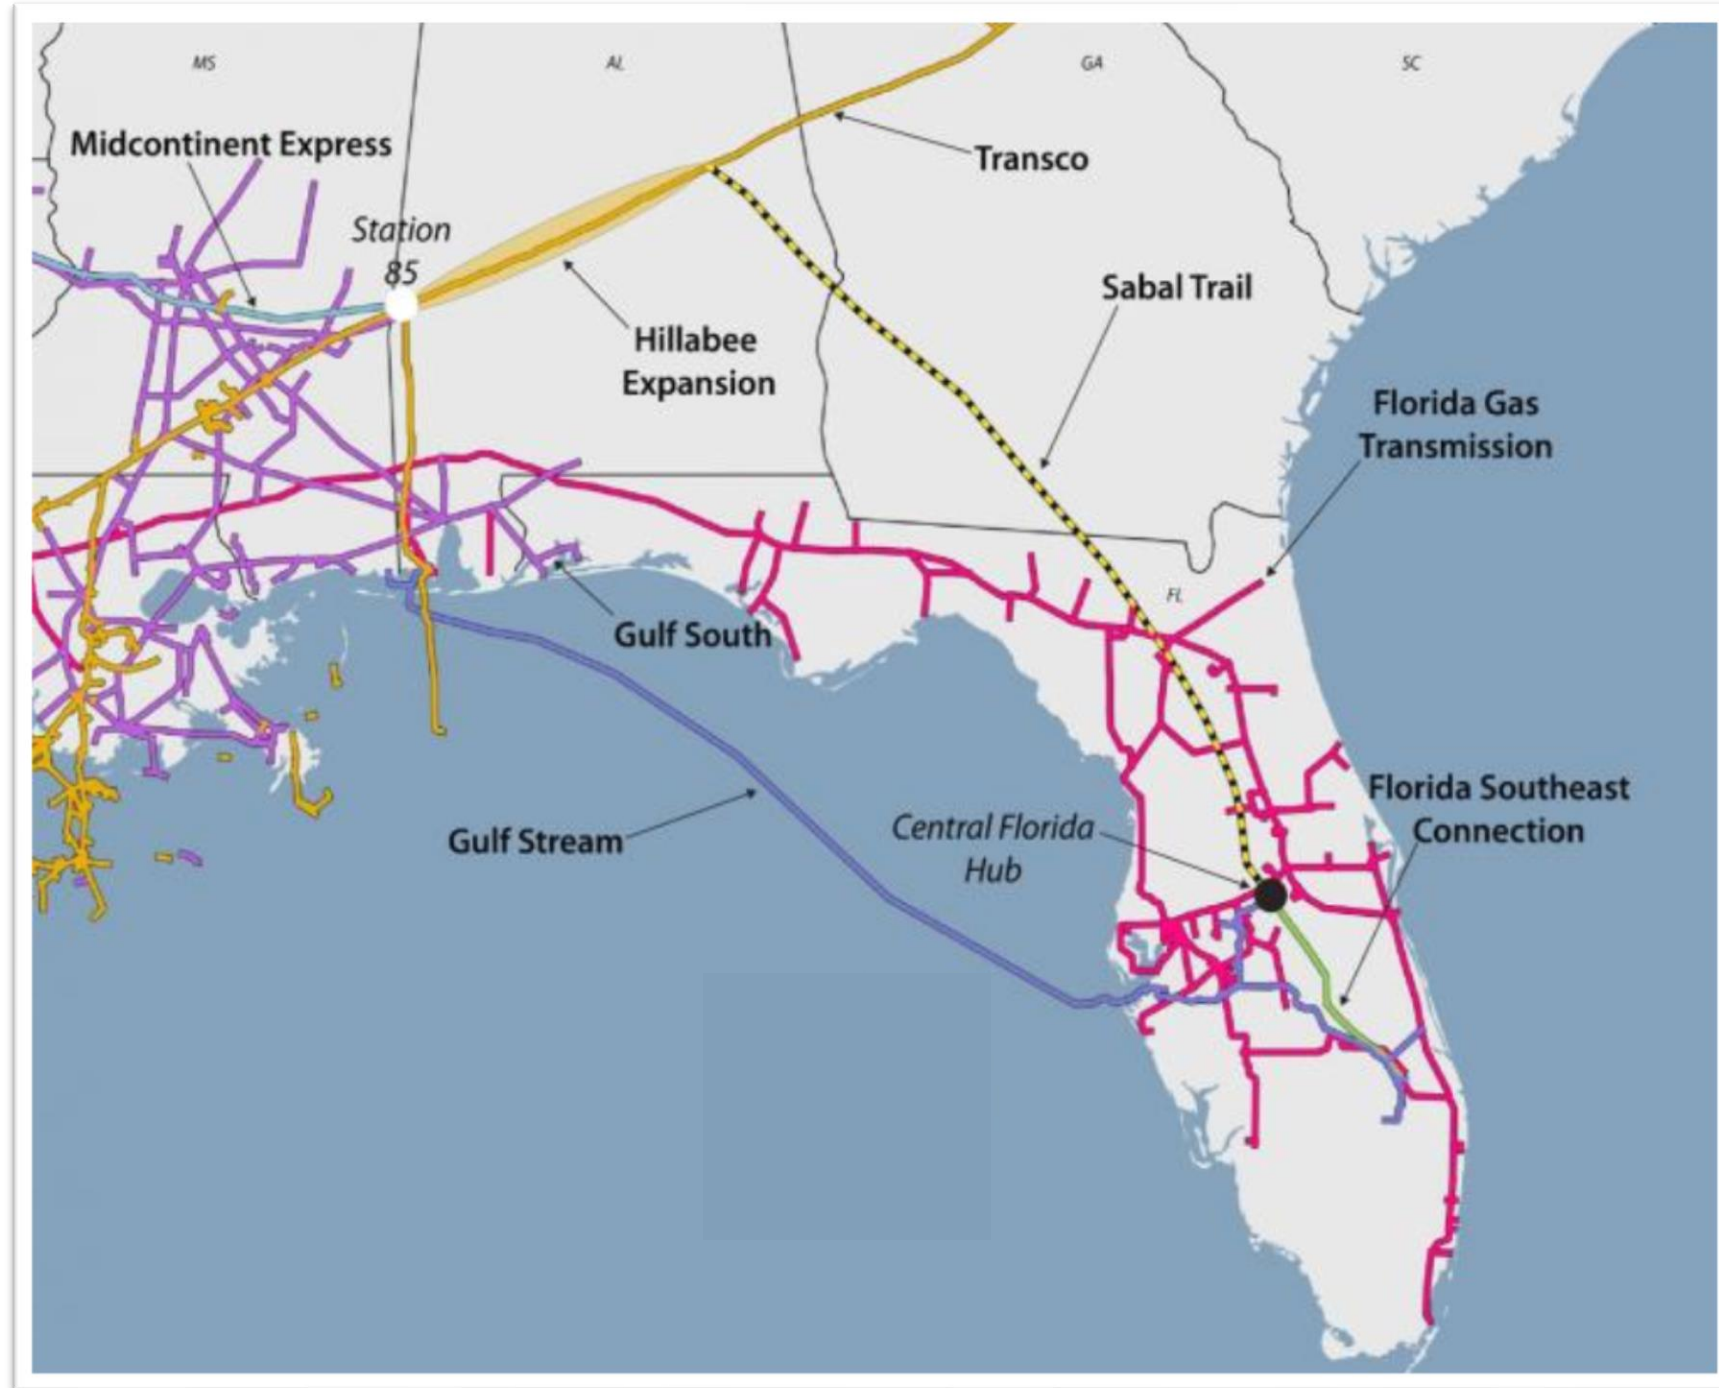 MS
AL
GA
SC
Midcontinent Express
Transco
Station
85
Sabal Trail
Hillabee
Expansion
Florida Gas
Transmission
FL
Gulf South
Gulf Stream
Central Florida
Hub
Florida Southeast
Connection